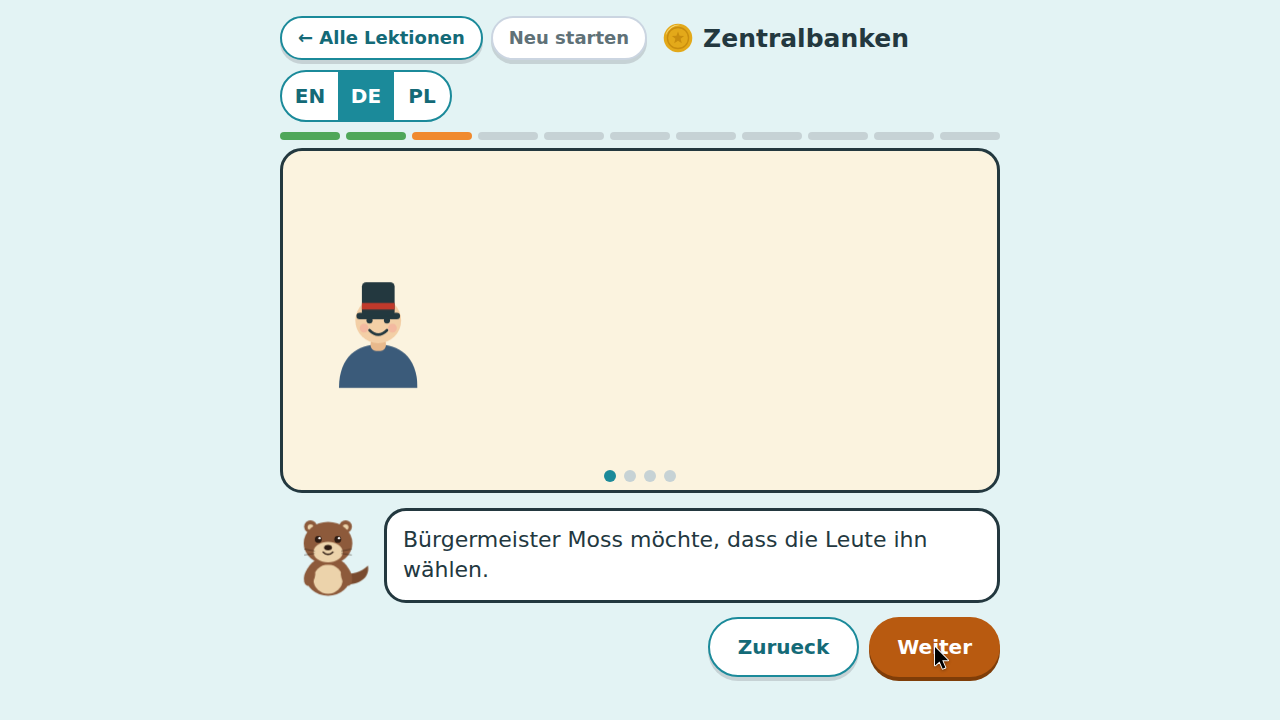 ← Alle Lektionen
Neu starten
Zentralbanken
EN DE PL
Bürgermeister Moss möchte, dass die Leute ihn
wählen.
Zurueck
Weiter